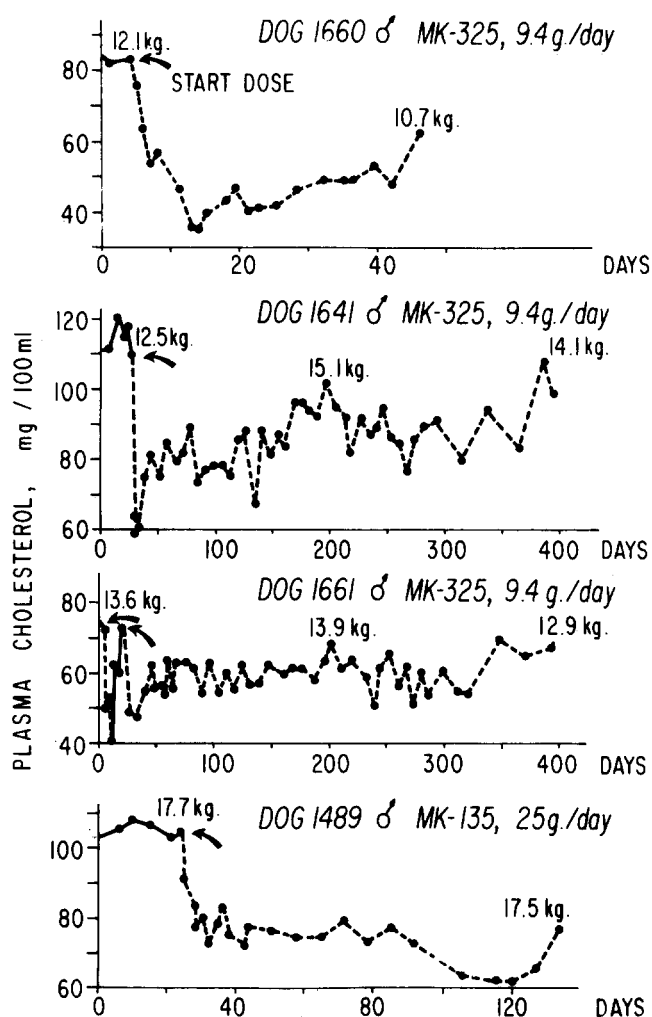 DOG 1660 ♂ MK-325, 9.4 g./day
12.1 kg.
START DOSE
10.7 kg.
80
60
40
0 20 40 DAYS
DOG 1641 ♂ MK-325, 9.4g./day
120
12.5 kg.
15.1 kg.
14.1 kg.
100
80
60
0 100 200 300 400 DAYS
DOG 1661 ♂ MK-325, 9.4 g./day
80
13.6 kg.
13.9 kg.
12.9 kg.
60
40
0 100 200 300 400 DAYS
DOG 1489 ♂ MK-135, 25g./day
17.7 kg.
17.5 kg.
100
80
60
0 40 80 120 DAYS
PLASMA CHOLESTEROL, mg /100ml